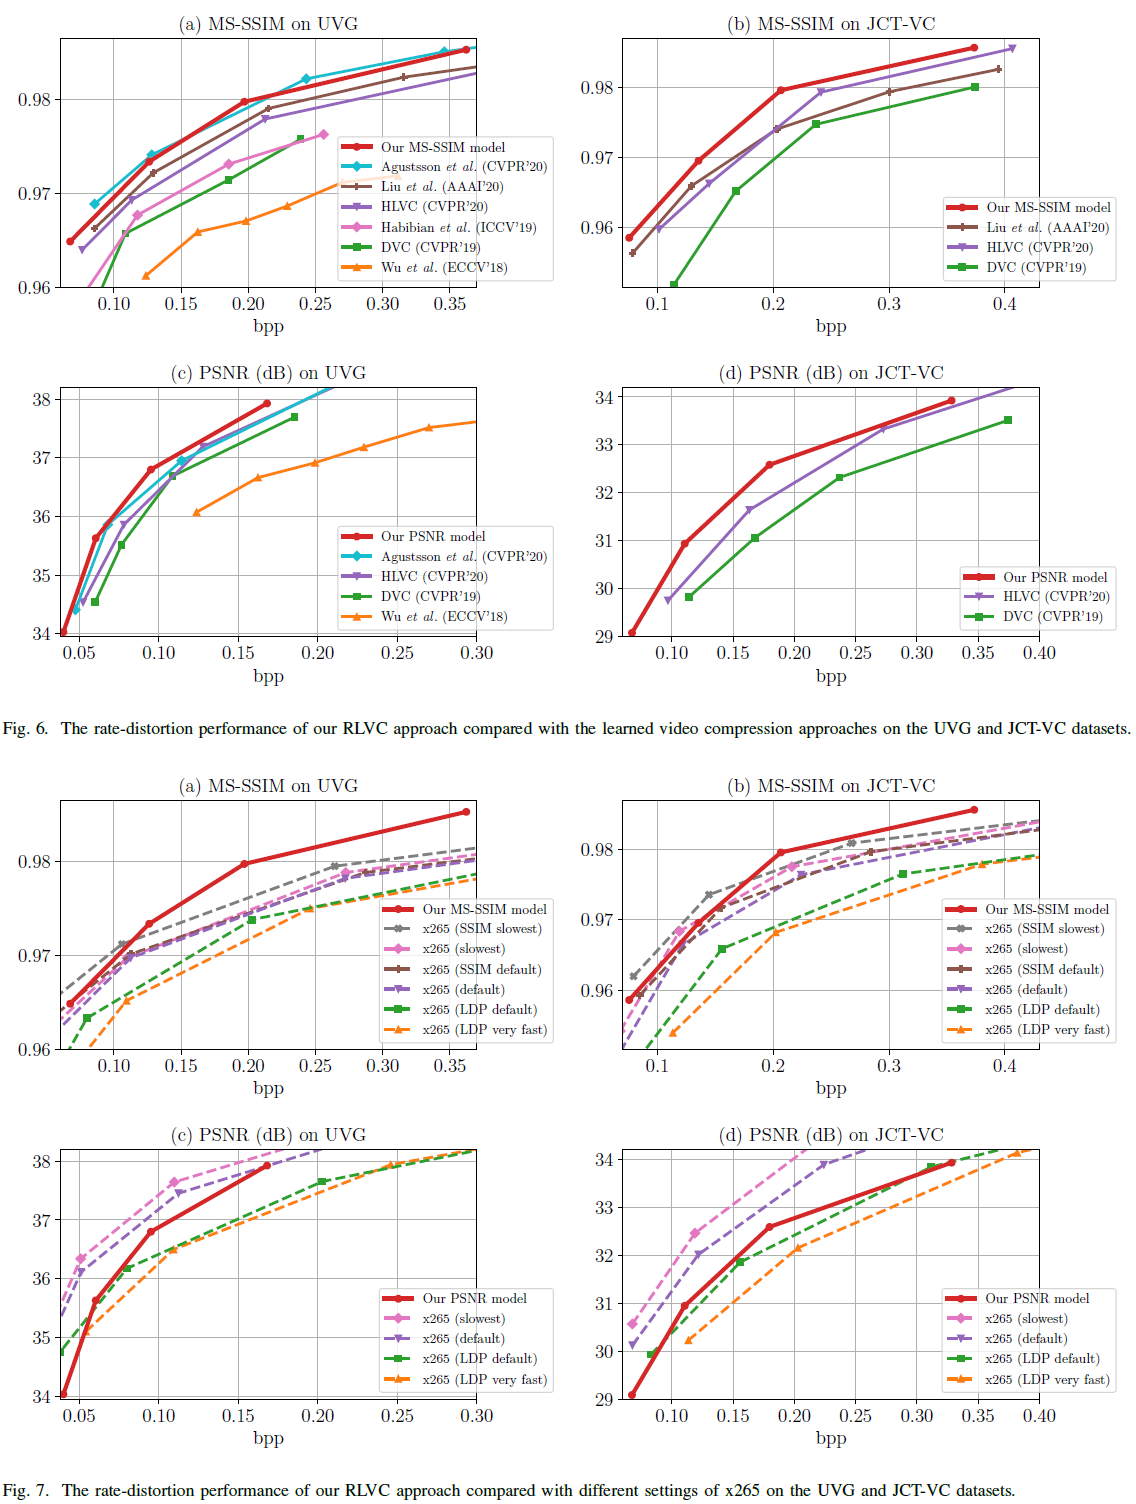 (a) MS-SSIM on UVG
0.98
0.97
0.96
0.10 0.15 0.20 0.25 0.30 0.35
bpp
Our MS-SSIM model
Agustsson et al. (CVPR'20)
Liu et al. (AAAI'20)
HLVC (CVPR'20)
Habibian et al. (ICCV'19)
DVC (CVPR'19)
Wu et al. (ECCV'18)
(b) MS-SSIM on JCT-VC
0.98
0.97
0.96
0.1 0.2 0.3 0.4
bpp
Our MS-SSIM model
Liu et al. (AAAI'20)
HLVC (CVPR'20)
DVC (CVPR'19)
(c) PSNR (dB) on UVG
38
37
36
35
34
0.05 0.10 0.15 0.20 0.25 0.30
bpp
Our PSNR model
Agustsson et al. (CVPR'20)
HLVC (CVPR'20)
DVC (CVPR'19)
Wu et al. (ECCV'18)
(d) PSNR (dB) on JCT-VC
34
33
32
31
30
29
0.10 0.15 0.20 0.25 0.30 0.35 0.40
bpp
Our PSNR model
HLVC (CVPR'20)
DVC (CVPR'19)
Fig. 6. The rate-distortion performance of our RLVC approach compared with the learned video compression approaches on the UVG and JCT-VC datasets.
(a) MS-SSIM on UVG
0.98
0.97
0.96
0.10 0.15 0.20 0.25 0.30 0.35
bpp
Our MS-SSIM model
x265 (SSIM slowest)
x265 (slowest)
x265 (SSIM default)
x265 (default)
x265 (LDP default)
x265 (LDP very fast)
(b) MS-SSIM on JCT-VC
0.98
0.97
0.96
0.1 0.2 0.3 0.4
bpp
Our MS-SSIM model
x265 (SSIM slowest)
x265 (slowest)
x265 (SSIM default)
x265 (default)
x265 (LDP default)
x265 (LDP very fast)
(c) PSNR (dB) on UVG
38
37
36
35
34
0.05 0.10 0.15 0.20 0.25 0.30
bpp
Our PSNR model
x265 (slowest)
x265 (default)
x265 (LDP default)
x265 (LDP very fast)
(d) PSNR (dB) on JCT-VC
34
33
32
31
30
29
0.10 0.15 0.20 0.25 0.30 0.35 0.40
bpp
Our PSNR model
x265 (slowest)
x265 (default)
x265 (LDP default)
x265 (LDP very fast)
Fig. 7. The rate-distortion performance of our RLVC approach compared with different settings of x265 on the UVG and JCT-VC datasets.